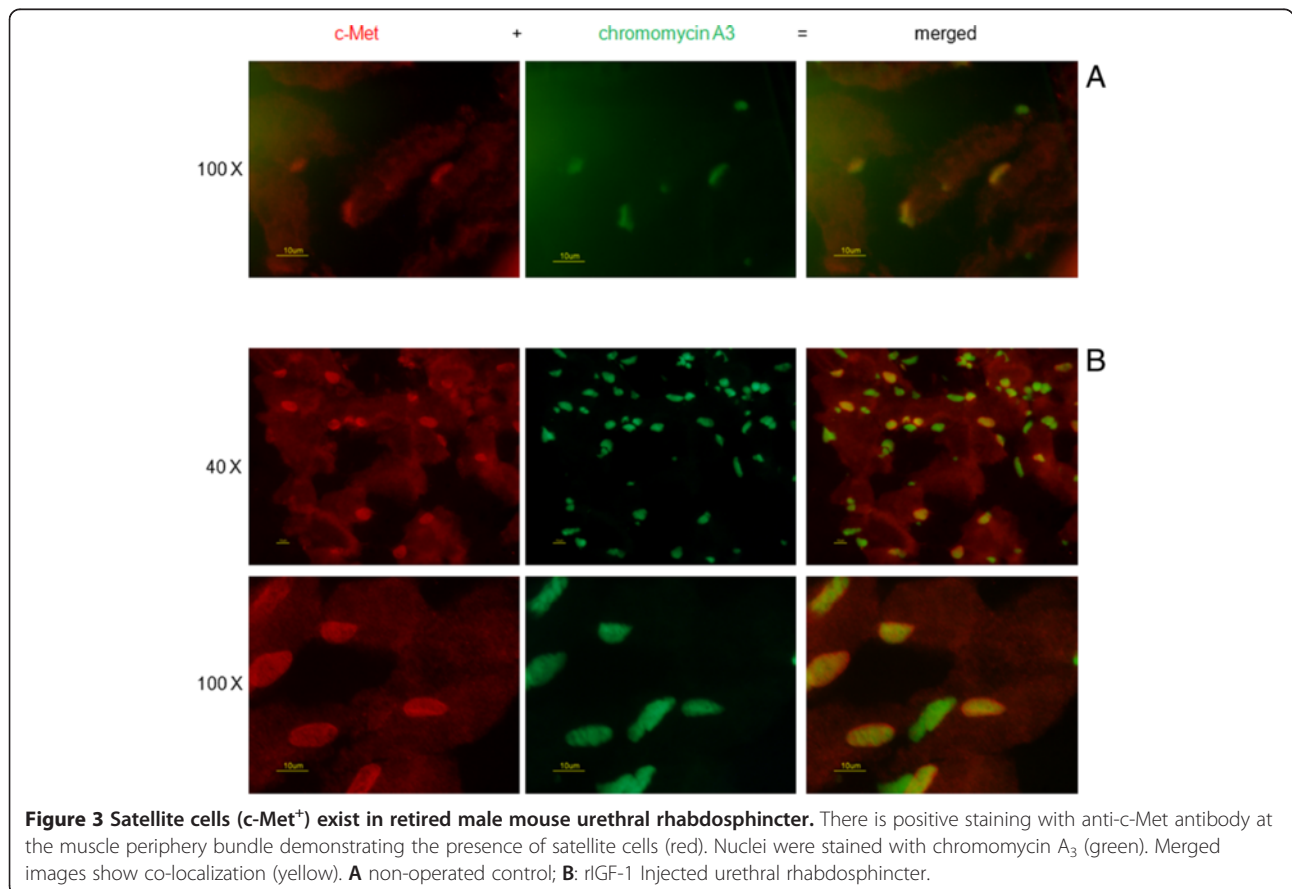 c-Met + chromomycin A3 = merged
A
100 X
10um 10um 10um
B
40 X
100 X
10um 10um 10um
Figure 3 Satellite cells (c-Met⁺) exist in retired male mouse urethral rhabdosphincter. There is positive staining with anti-c-Met antibody at
the muscle periphery bundle demonstrating the presence of satellite cells (red). Nuclei were stained with chromomycin A₃ (green). Merged
images show co-localization (yellow). A non-operated control; B: rIGF-1 Injected urethral rhabdosphincter.